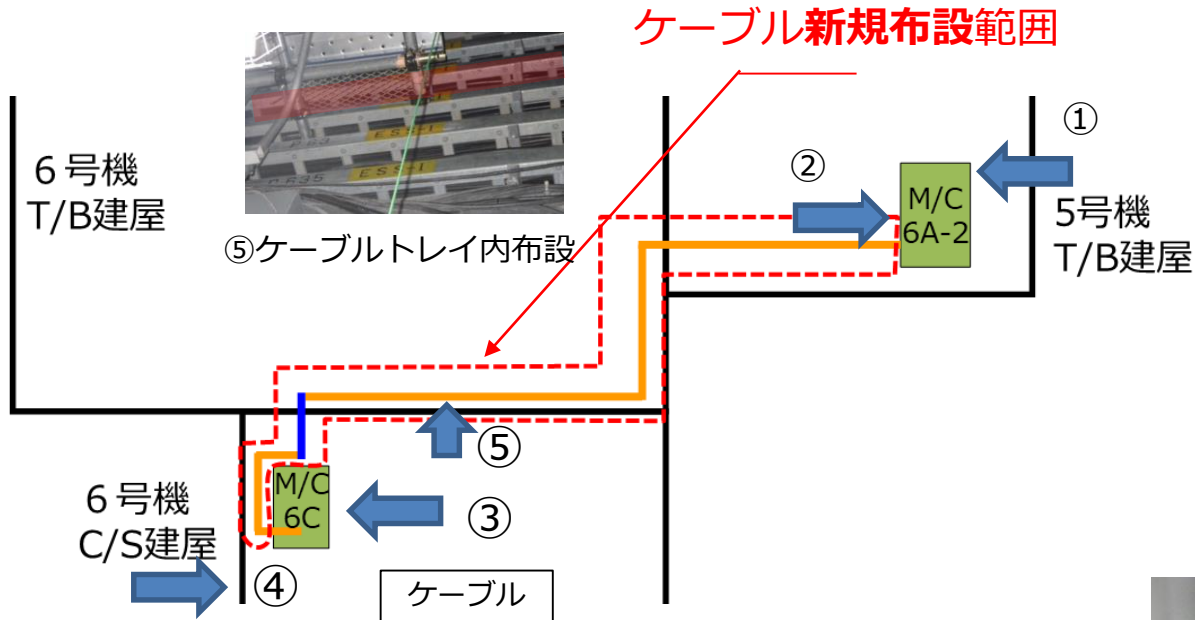 ケーブル新規布設範囲
ESS-I
ESS-I
⑤ケーブルトレイ内布設
6号機
T/B建屋
①
②
M/C
6A-2
5号機
T/B建屋
⑤
M/C
6C
③
6号機
C/S建屋
④
ケーブル